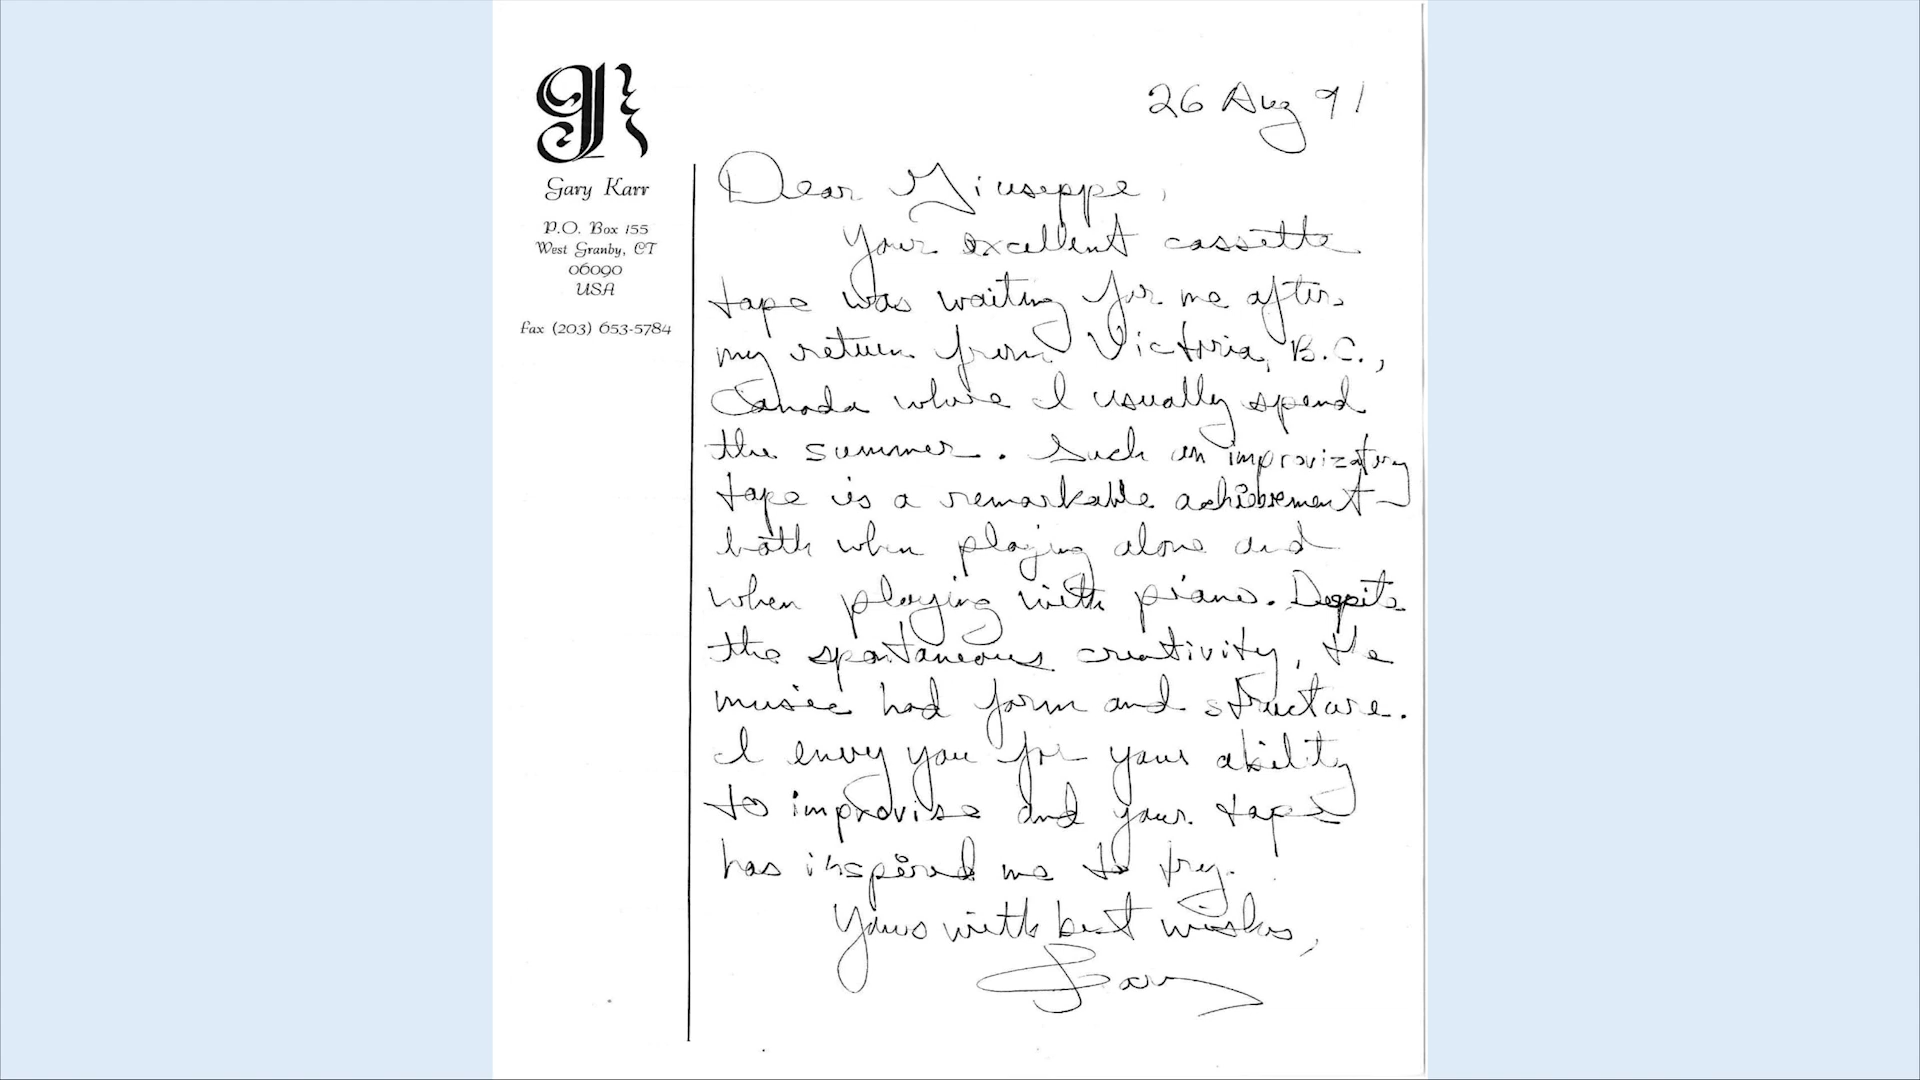 gk
Gary Karr
P.O. Box 155
West Granby, CT
06090
USA
Fax (203) 653-5784
26 Aug 91
Dear Giuseppe,
Your excellent cassette
tape was waiting for me after
my return from Victoria, B.C.,
Canada where I usually spend
the summer. Such an improvizatory
tape is a remarkable achievement—
both when playing alone and
when playing with piano. Despite
the spontaneous creativity, the
music had form and structure.
I envy you for your ability
to improvise and your tape
has inspired me to try.
Yours with best wishes,
Gary